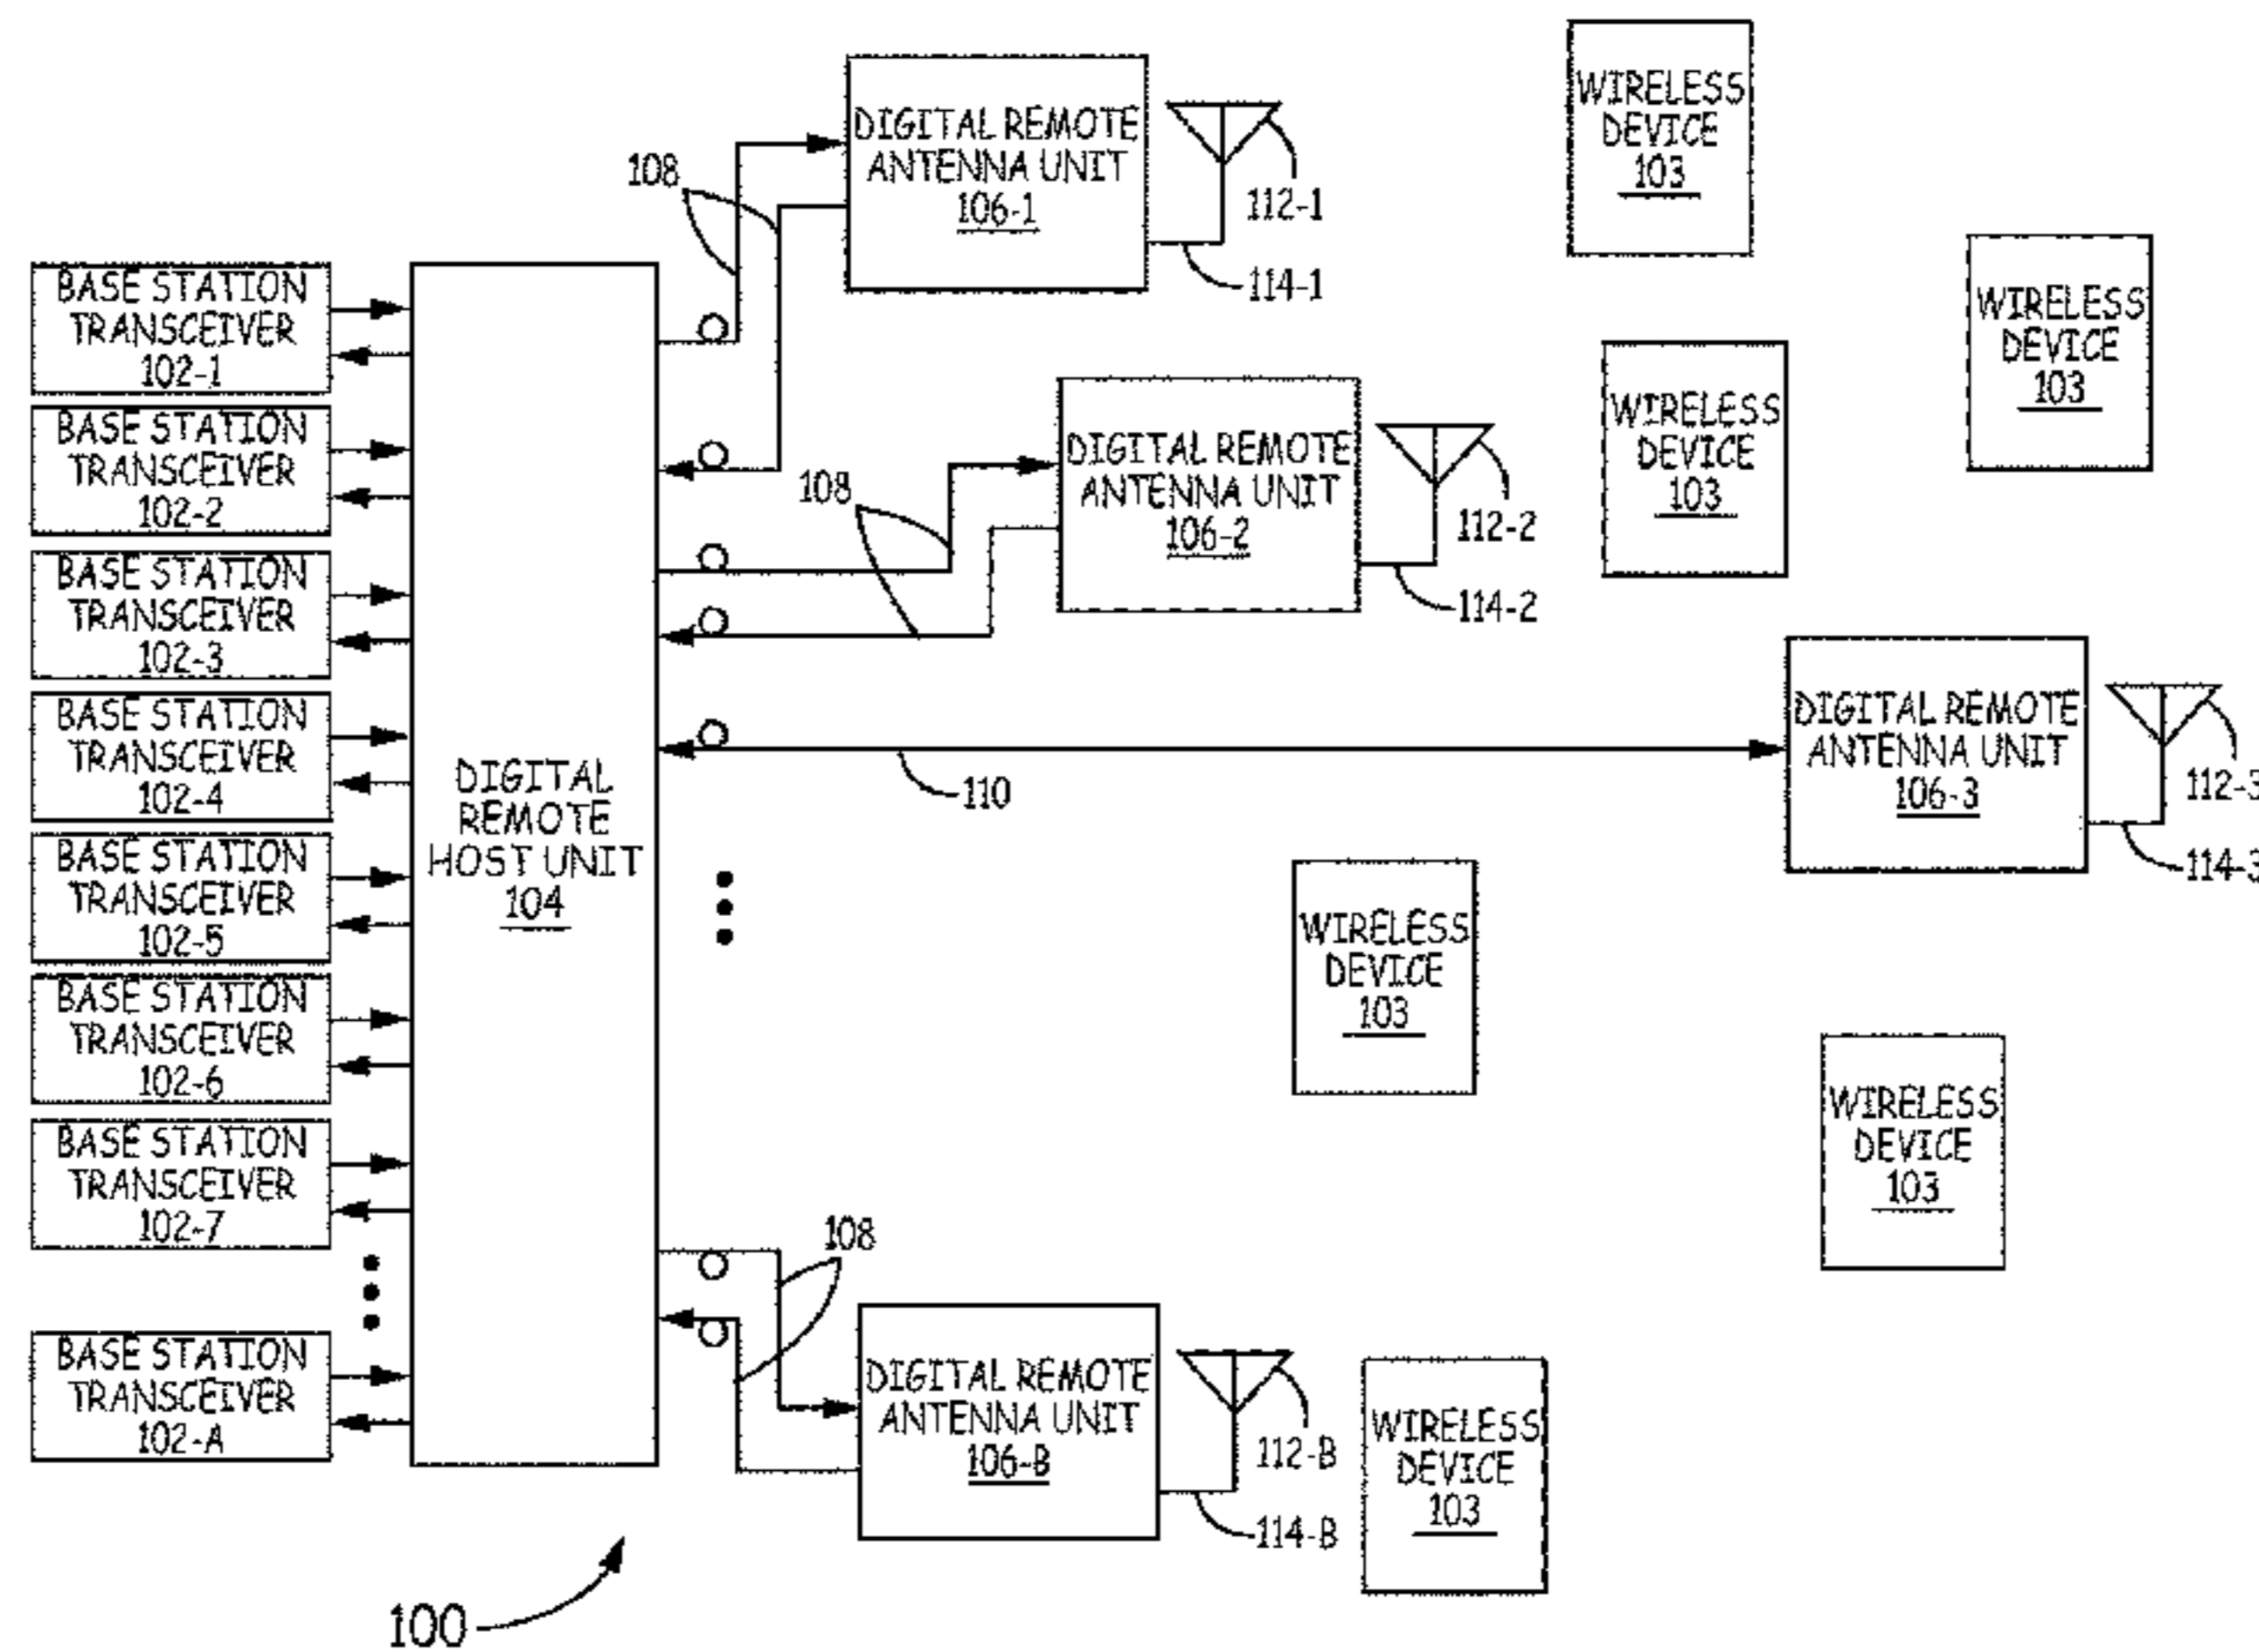 BASE STATION
TRANSCEIVER
102-1
BASE STATION
TRANSCEIVER
102-2
BASE STATION
TRANSCEIVER
102-3
BASE STATION
TRANSCEIVER
102-4
BASE STATION
TRANSCEIVER
102-5
BASE STATION
TRANSCEIVER
102-6
BASE STATION
TRANSCEIVER
102-7
BASE STATION
TRANSCEIVER
102-A
DIGITAL
REMOTE
HOST UNIT
104
108
DIGITAL REMOTE
ANTENNA UNIT
106-1
112-1
114-1
108
DIGITAL REMOTE
ANTENNA UNIT
106-2
112-2
114-2
110
DIGITAL REMOTE
ANTENNA UNIT
106-3
112-3
114-3
108
DIGITAL REMOTE
ANTENNA UNIT
106-B
112-B
114-B
WIRELESS
DEVICE
103
WIRELESS
DEVICE
103
WIRELESS
DEVICE
103
WIRELESS
DEVICE
103
WIRELESS
DEVICE
103
WIRELESS
DEVICE
103
100